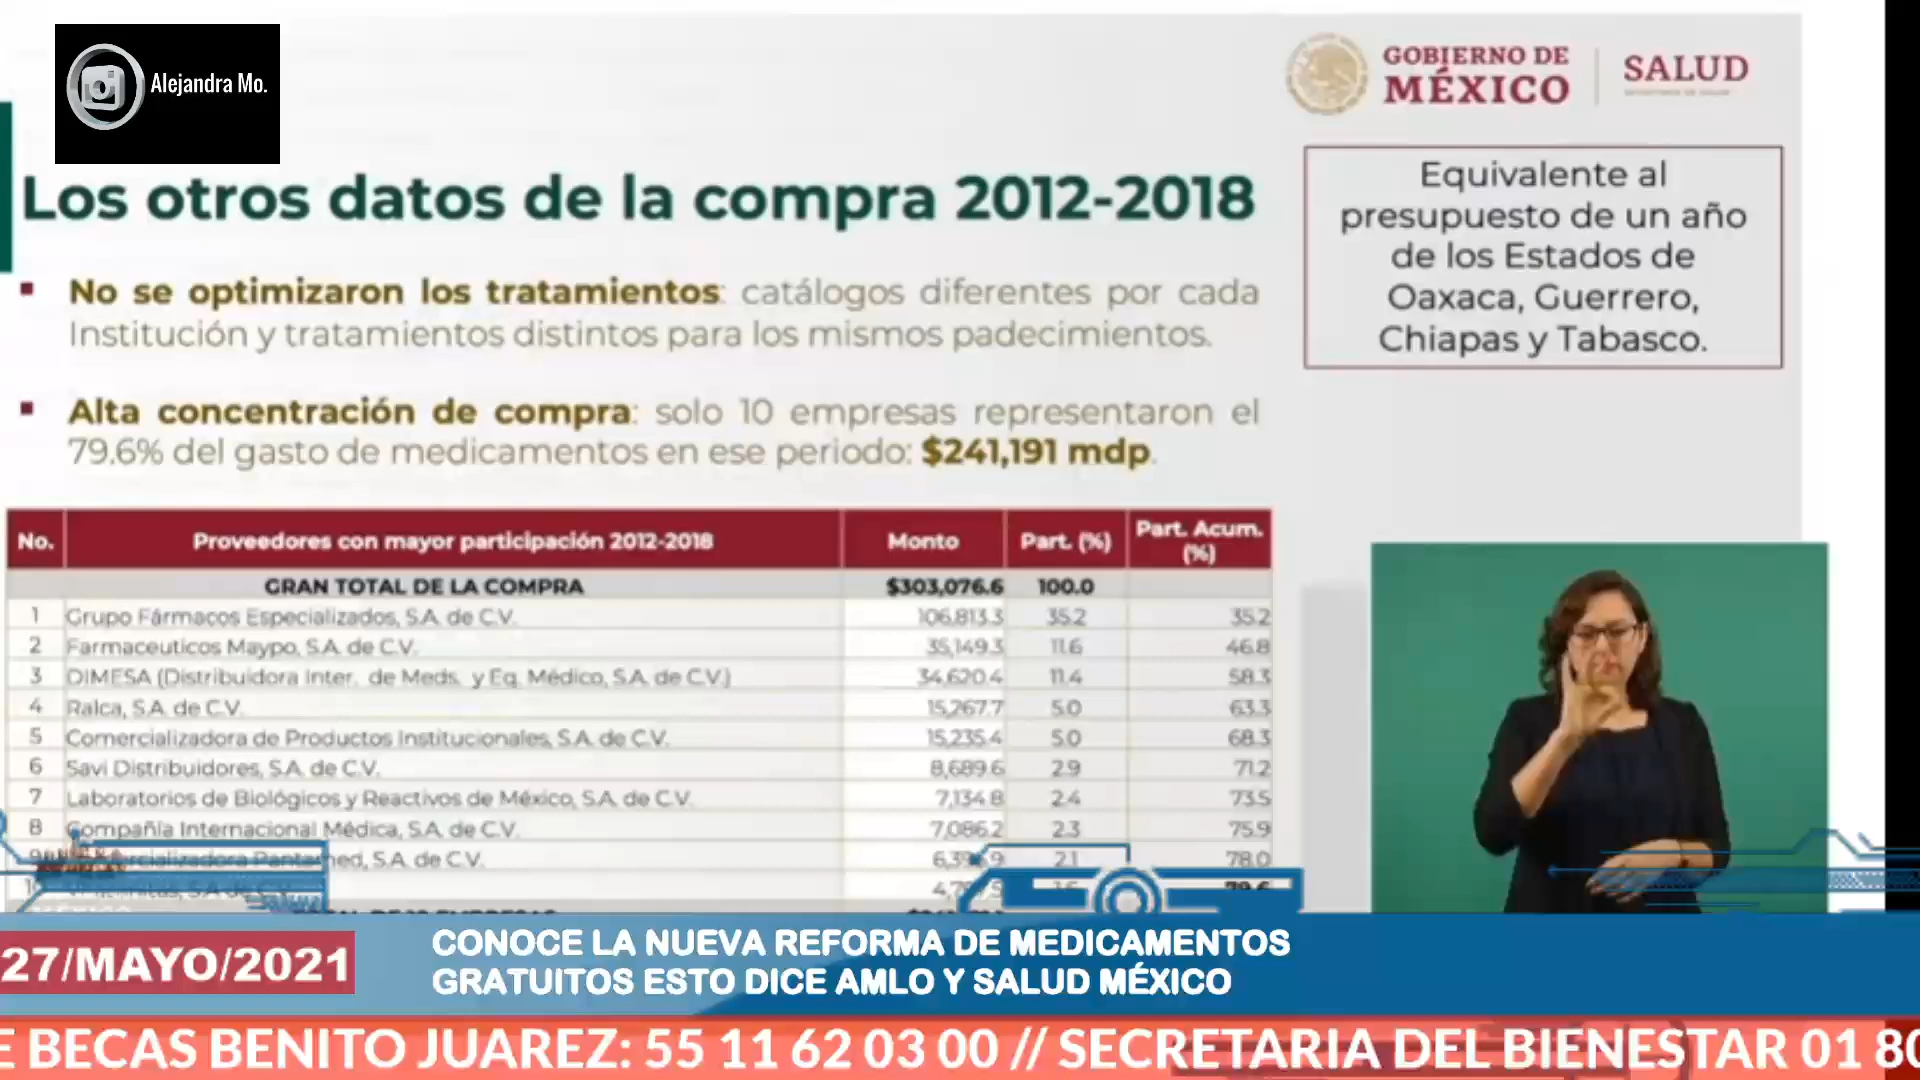 Alejandra Mo.
GOBIERNO DE
MÉXICO
SALUD
Los otros datos de la compra 2012-2018
Equivalente al
presupuesto de un año
de los Estados de
Oaxaca, Guerrero,
Chiapas y Tabasco.
No se optimizaron los tratamientos: catálogos diferentes por cada
Institución y tratamientos distintos para los mismos padecimientos.
Alta concentración de compra: solo 10 empresas representaron el
79.6% del gasto de medicamentos en ese periodo: $241,191 mdp.
No. Proveedores con mayor participación 2012-2018 Monto Part. (%) Part. Acum. (%)
GRAN TOTAL DE LA COMPRA $303,076.6 100.0
1 Grupo Fármacos Especializados, S.A. de C.V. 106,813.3 35.2 35.2
2 Farmaceuticos Maypo, S.A. de C.V. 35,149.3 11.6 46.8
3 DIMESA (Distribuidora Inter. de Meds. y Eq. Médico, S.A. de C.V.) 34,620.4 11.4 58.3
4 Ralca, S.A. de C.V. 15,267.7 5.0 63.3
5 Comercializadora de Productos Institucionales, S.A. de C.V. 15,235.4 5.0 68.3
6 Savi Distribuidores, S.A. de C.V. 8,689.6 2.9 71.2
7 Laboratorios de Biológicos y Reactivos de México, S.A. de C.V. 7,134.8 2.4 73.5
8 Compañía Internacional Médica, S.A. de C.V. 7,086.2 2.3 75.9
9 S.A. de C.V. 2.1 78.0
79.6
27/MAYO/2021
CONOCE LA NUEVA REFORMA DE MEDICAMENTOS
GRATUITOS ESTO DICE AMLO Y SALUD MÉXICO
E BECAS BENITO JUAREZ: 55 11 62 03 00 // SECRETARIA DEL BIENESTAR 01 80